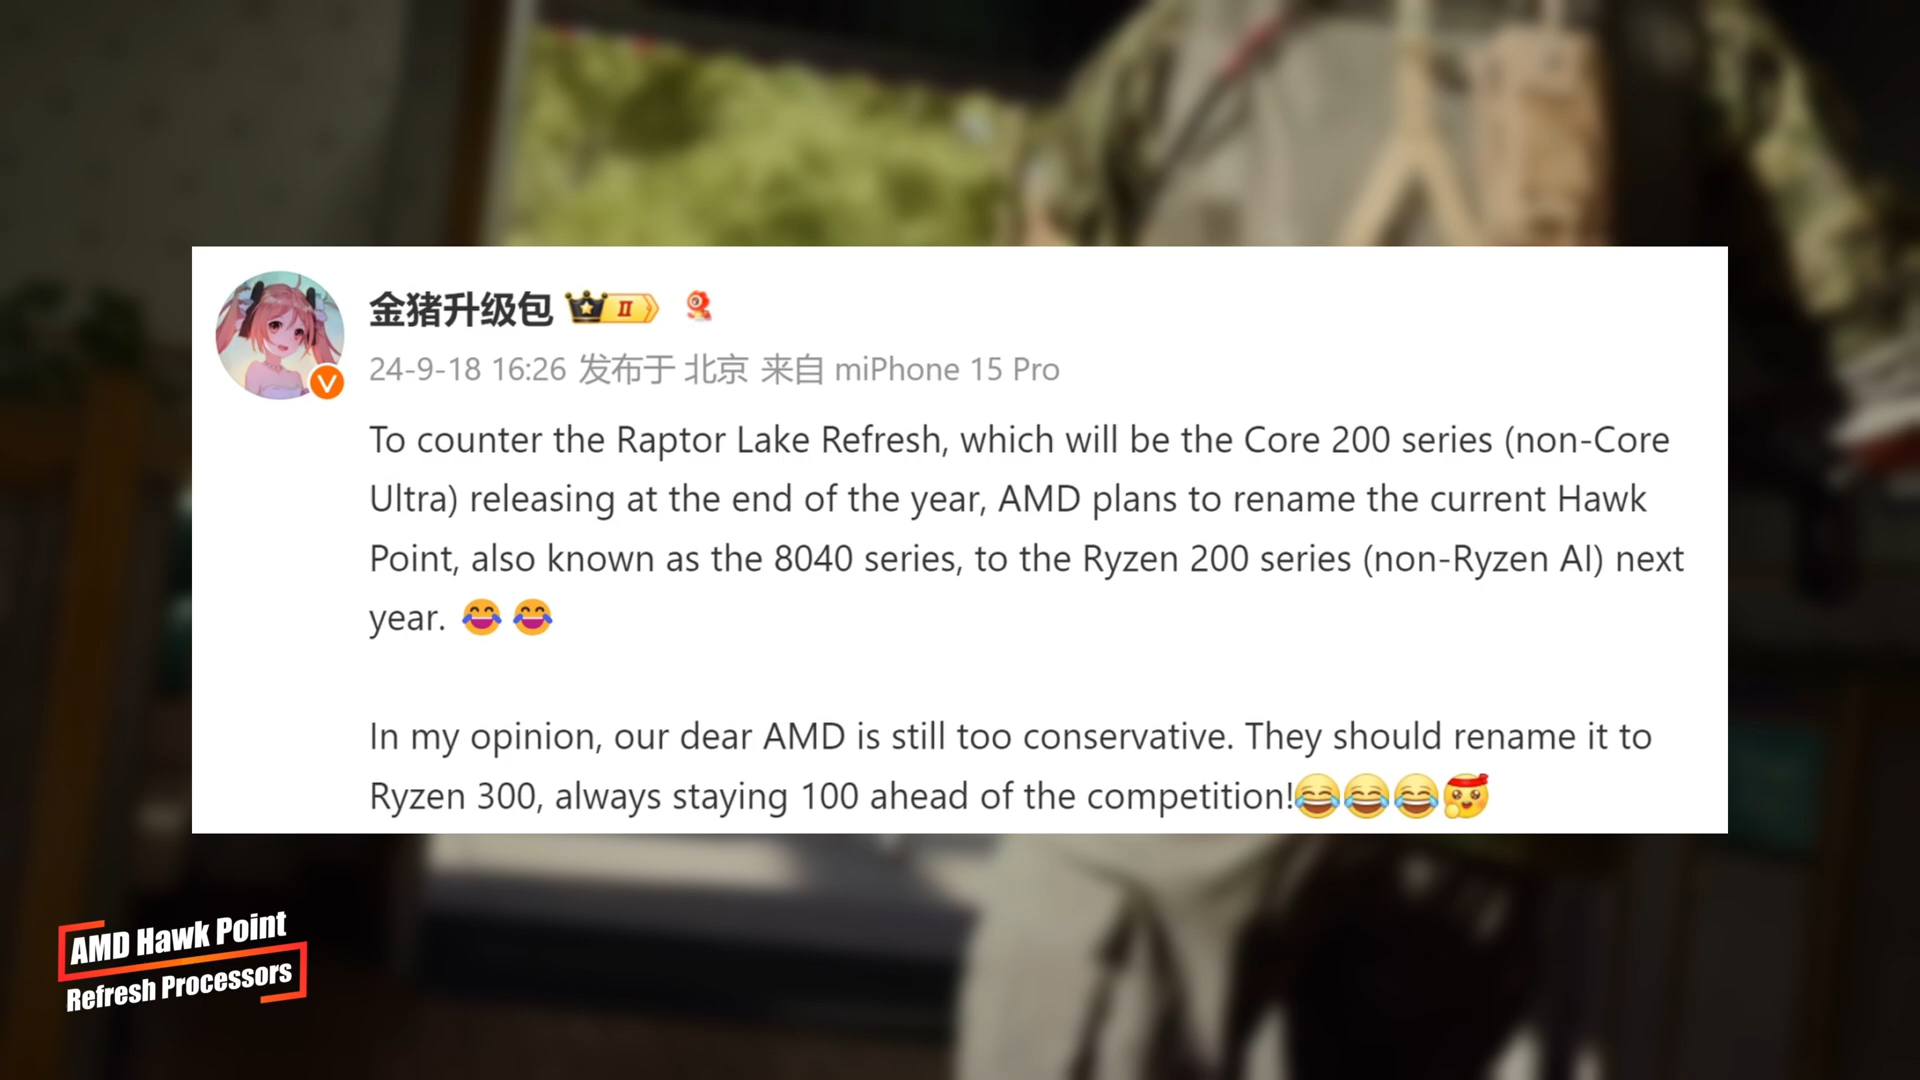 金猪升级包
II
24-9-18 16:26 发布于 北京 来自 miPhone 15 Pro
To counter the Raptor Lake Refresh, which will be the Core 200 series (non-Core
Ultra) releasing at the end of the year, AMD plans to rename the current Hawk
Point, also known as the 8040 series, to the Ryzen 200 series (non-Ryzen AI) next
year. 😂 😂
In my opinion, our dear AMD is still too conservative. They should rename it to
Ryzen 300, always staying 100 ahead of the competition!😂😂😂
AMD Hawk Point
Refresh Processors